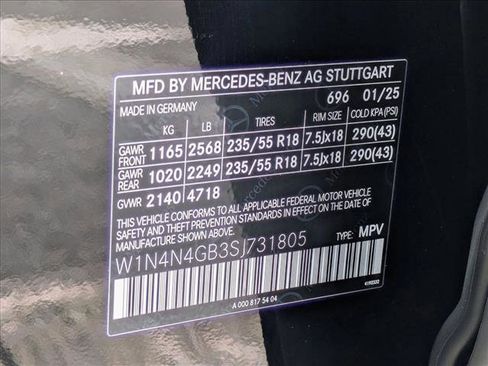 MFD BY MERCEDES-BENZ AG STUTTGART
MADE IN GERMANY 696 01/25
KG LB TIRES RIM SIZE COLD KPA (PSI)
GAWR FRONT 1165 2568 235/55 R18 7.5Jx18 290(43)
GAWR REAR 1020 2249 235/55 R18 7.5Jx18 290(43)
GWR 2140 4718
THIS VEHICLE CONFORMS TO ALL APPLICABLE FEDERAL MOTOR VEHICLE
SAFETY AND THEFT PREVENTION STANDARDS IN EFFECT ON THE
DATE OF MANUFACTURE SHOWN ABOVE.
W1N4N4GB3SJ731805 TYPE: MPV
A 000 817 54 04